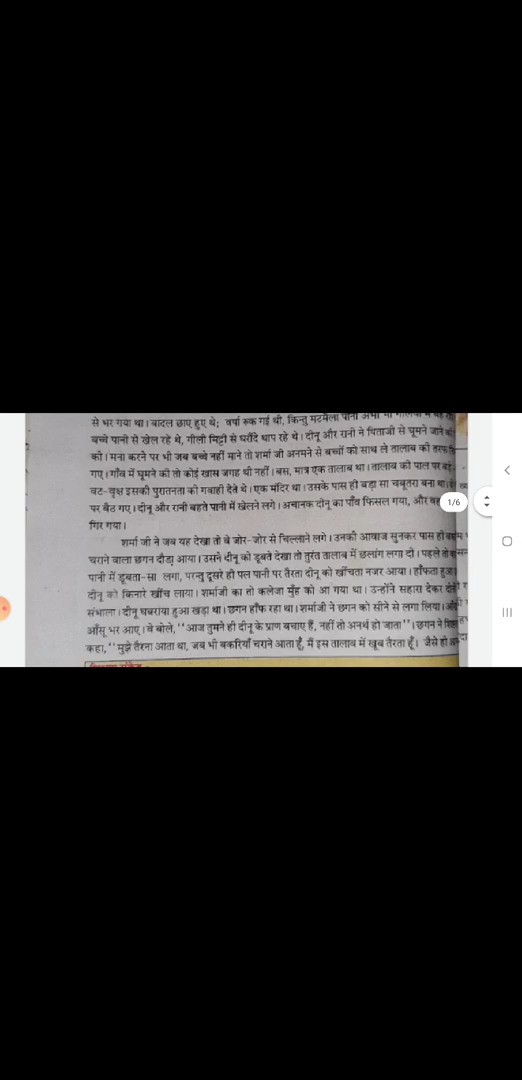 से भर गया था। बादल छाए हुए थे; वर्षा रुक गई थी, किन्तु मटमैला पानी अभी भी
बच्चे पानी से खेल रहे थे, गीली मिट्टी से घरौंदे थाप रहे थे। दीनू और रानी ने पिताजी से घूमने जाने
की। मना करने पर भी जब बच्चे नहीं माने तो शर्मा जी अनमने से बच्चों को साथ ले तालाब की तरफ
गए। गाँव में घूमने की तो कोई खास जगह थी नहीं। बस, मात्र एक तालाब था। तालाब की पाल पर
वट-वृक्ष इसकी पुरातनता की गवाही देते थे। एक मंदिर था। उसके पास ही बड़ा सा चबूतरा बना था।
पर बैठ गए। दीनू और रानी बहते पानी में खेलने लगे। अचानक दीनू का पाँव फिसल गया, और वह
1/6
गिर गया।
शर्मा जी ने जब यह देखा तो वे जोर-जोर से चिल्लाने लगे। उनकी आवाज सुनकर पास ही
चराने वाला छगन दौड़ा आया। उसने दीनू को डूबते देखा तो तुरंत तालाब में छलांग लगा दी। पहले तो
पानी में डूबता-सा लगा, परन्तु दूसरे ही पल पानी पर तैरता दीनू को खींचता नजर आया। हाँफता हुआ
दीनू को किनारे खींच लाया। शर्माजी का तो कलेजा मुँह को आ गया था। उन्होंने सहारा देकर
संभाला। दीनू घबराया हुआ खड़ा था। छगन हाँफ रहा था। शर्माजी ने छगन को सीने से लगा लिया।
आँसू भर आए। वे बोले, ‘‘आज तुमने ही दीनू के प्राण बचाए हैं, नहीं तो अनर्थ हो जाता’’। छगन ने
कहा, ‘‘मुझे तैरना आता था, जब भी बकरियाँ चराने आता हूँ, मैं इस तालाब में खूब तैरता हूँ। जैसे ही